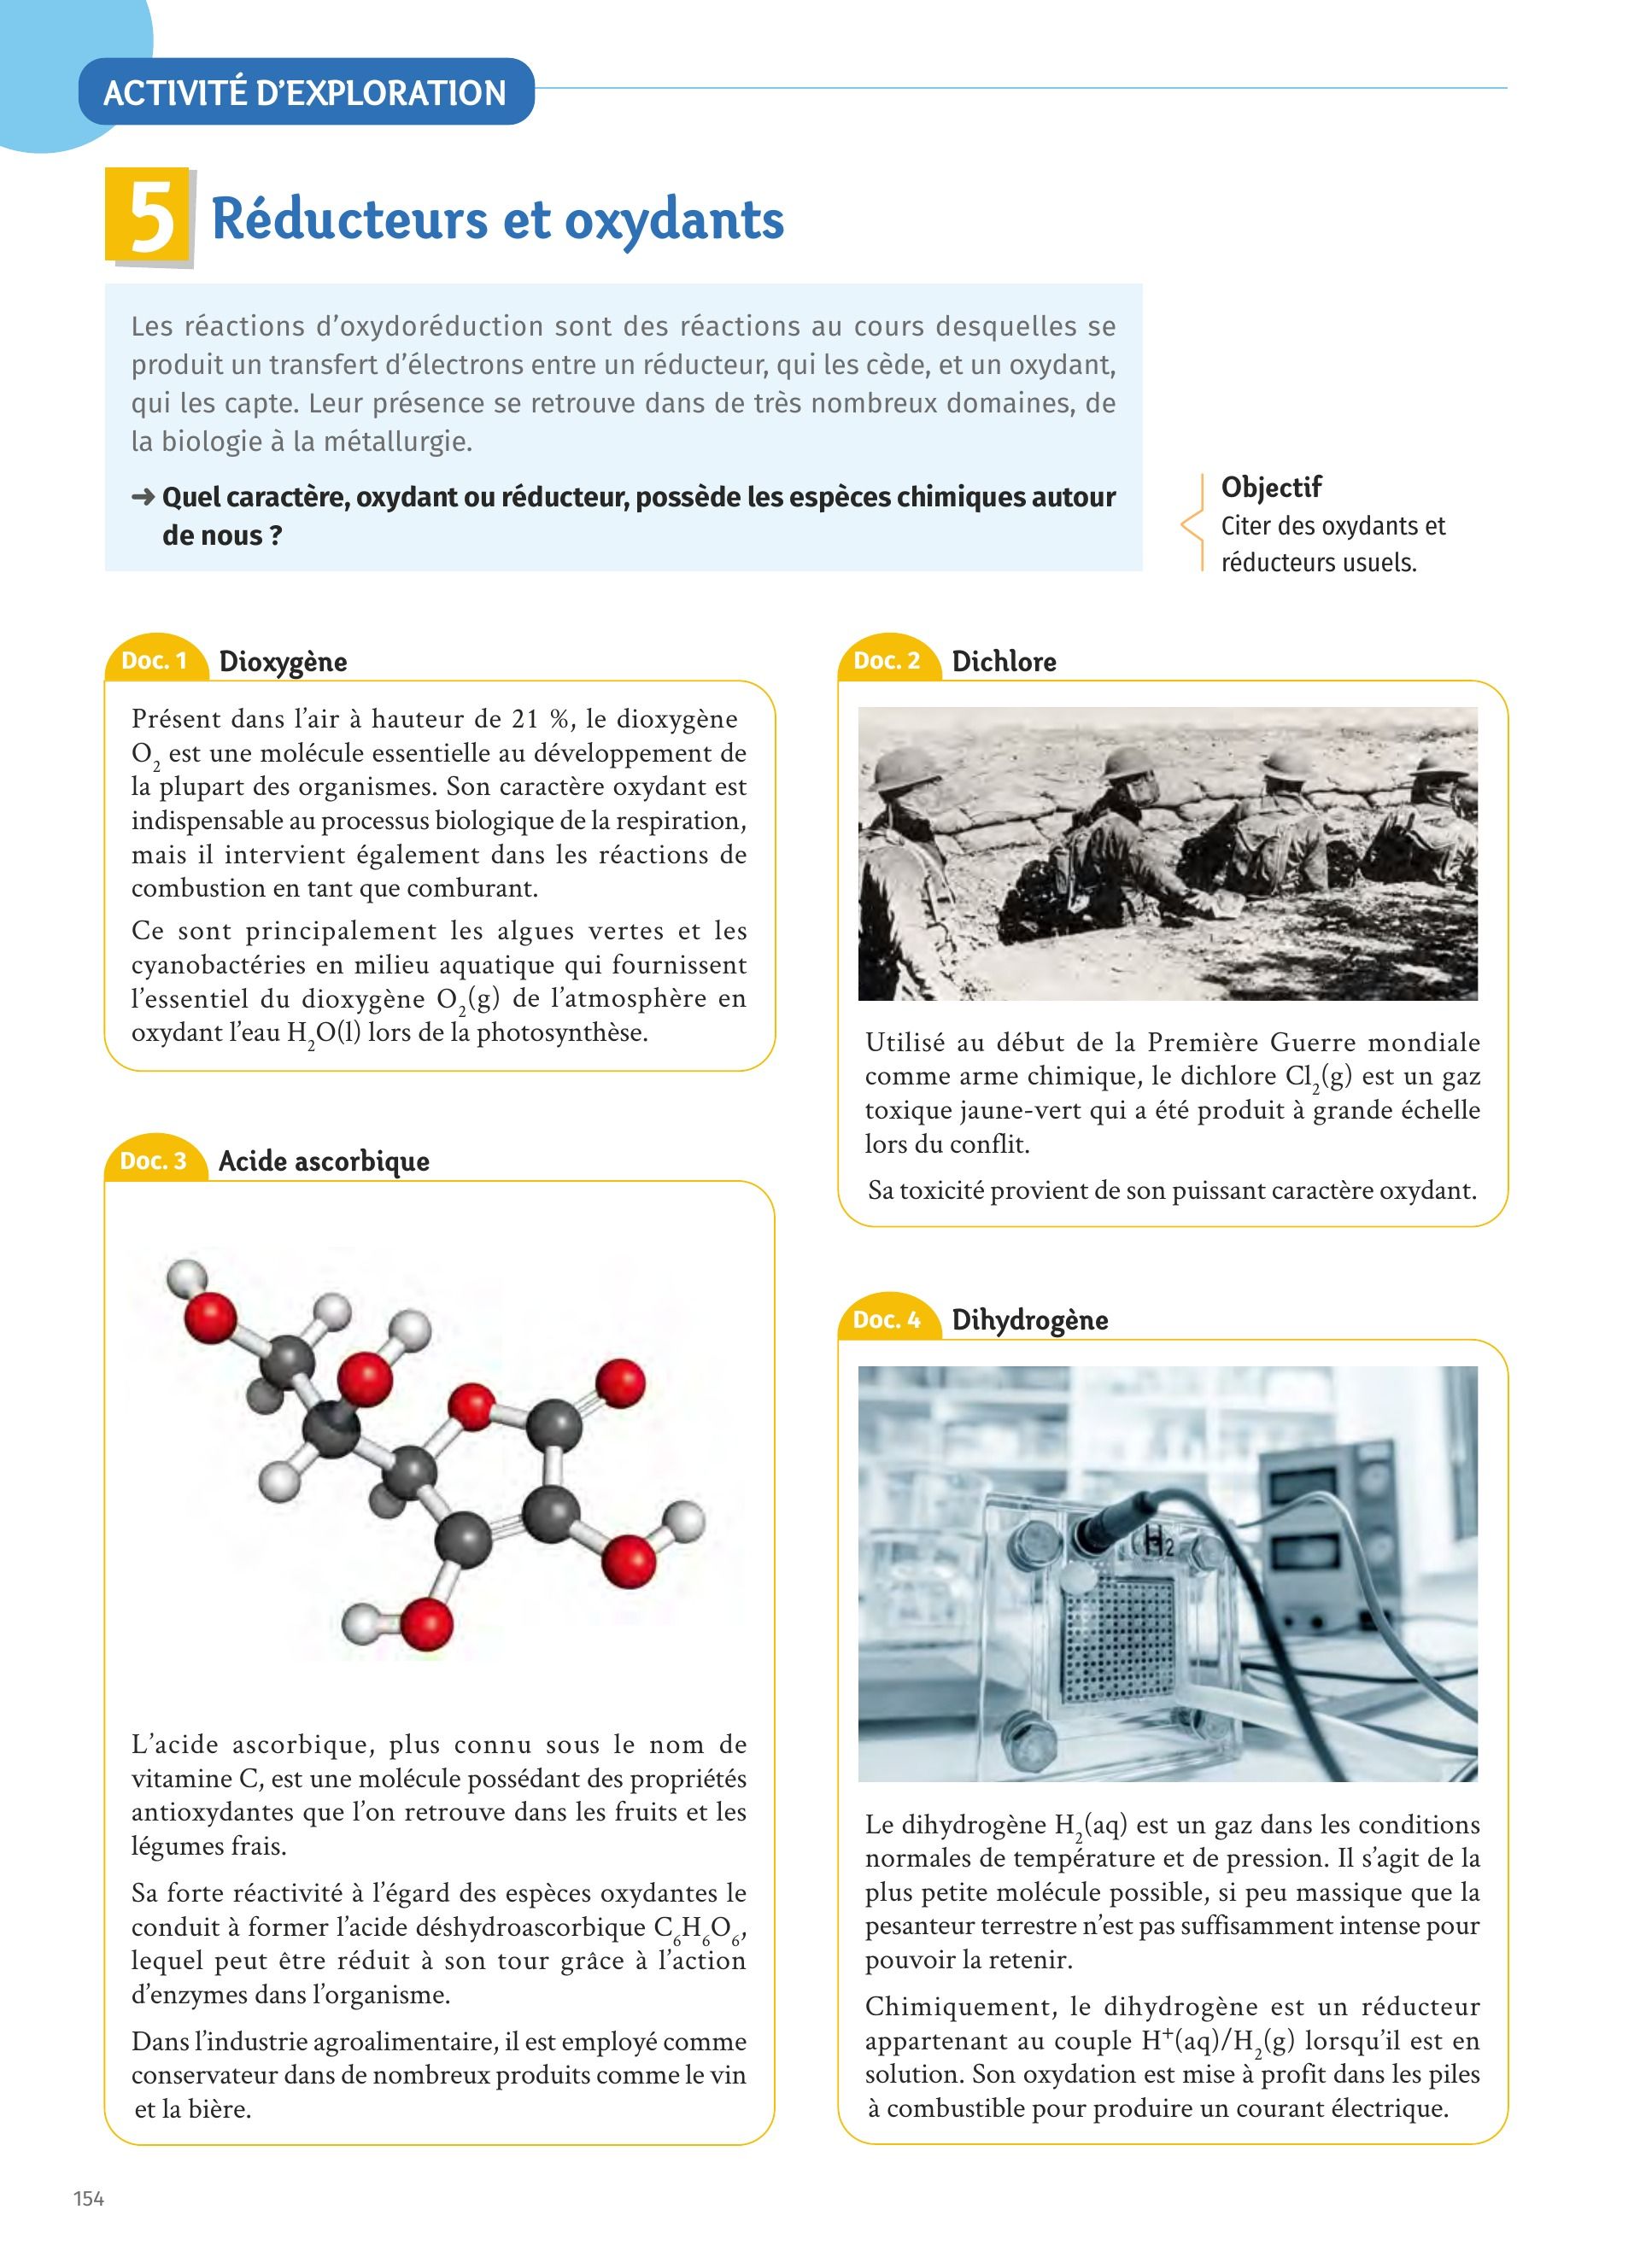 ACTIVITÉ D'EXPLORATION
5 Réducteurs et oxydants
Les réactions d'oxydoréduction sont des réactions au cours desquelles se
produit un transfert d'électrons entre un réducteur, qui les cède, et un oxydant,
qui les capte. Leur présence se retrouve dans de très nombreux domaines, de
la biologie à la métallurgie.
➜ Quel caractère, oxydant ou réducteur, possède les espèces chimiques autour
de nous ?
Objectif
Citer des oxydants et
réducteurs usuels.
Doc. 1 Dioxygène
Présent dans l'air à hauteur de 21 %, le dioxygène
O₂ est une molécule essentielle au développement de
la plupart des organismes. Son caractère oxydant est
indispensable au processus biologique de la respiration,
mais il intervient également dans les réactions de
combustion en tant que comburant.
Ce sont principalement les algues vertes et les
cyanobactéries en milieu aquatique qui fournissent
l'essentiel du dioxygène O₂(g) de l'atmosphère en
oxydant l'eau H₂O(l) lors de la photosynthèse.
Doc. 2 Dichlore
Utilisé au début de la Première Guerre mondiale
comme arme chimique, le dichlore Cl₂(g) est un gaz
toxique jaune-vert qui a été produit à grande échelle
lors du conflit.
Sa toxicité provient de son puissant caractère oxydant.
Doc. 3 Acide ascorbique
L'acide ascorbique, plus connu sous le nom de
vitamine C, est une molécule possédant des propriétés
antioxydantes que l'on retrouve dans les fruits et les
légumes frais.
Sa forte réactivité à l'égard des espèces oxydantes le
conduit à former l'acide déshydroascorbique C₆H₆O₆,
lequel peut être réduit à son tour grâce à l'action
d'enzymes dans l'organisme.
Dans l'industrie agroalimentaire, il est employé comme
conservateur dans de nombreux produits comme le vin
et la bière.
Doc. 4 Dihydrogène
H₂
Le dihydrogène H₂(aq) est un gaz dans les conditions
normales de température et de pression. Il s'agit de la
plus petite molécule possible, si peu massique que la
pesanteur terrestre n'est pas suffisamment intense pour
pouvoir la retenir.
Chimiquement, le dihydrogène est un réducteur
appartenant au couple H⁺(aq)/H₂(g) lorsqu'il est en
solution. Son oxydation est mise à profit dans les piles
à combustible pour produire un courant électrique.
154